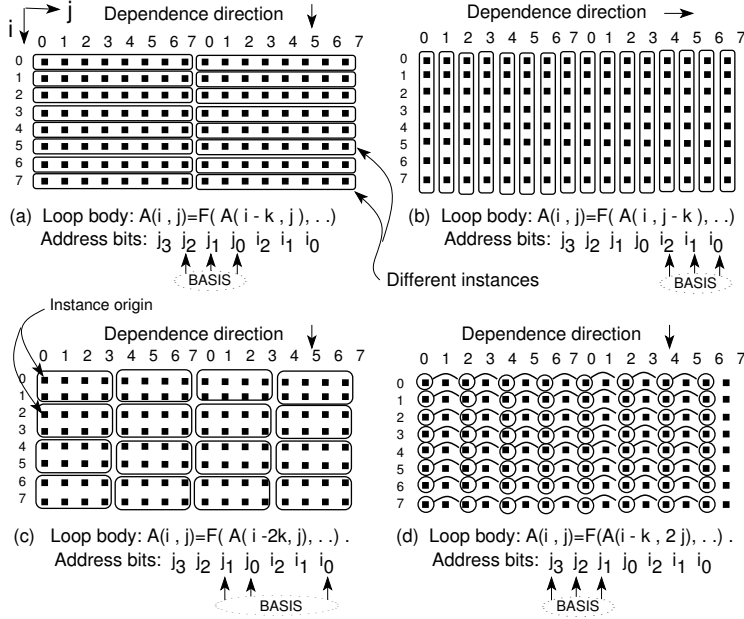 j
i
Dependence direction
0 1 2 3 4 5 6 7 0 1 2 3 4 5 6 7
0
1
2
3
4
5
6
7
(a) Loop body: A(i , j)=F( A( i - k , j ), . .)
Address bits: j3 j2 j1 j0 i2 i1 i0
BASIS
Different instances
(b)
Dependence direction
0 1 2 3 4 5 6 7 0 1 2 3 4 5 6 7
0
1
2
3
4
5
6
7
(b) Loop body: A(i , j)=F( A( i , j - k), . .)
Address bits: j3 j2 j1 j0 i2 i1 i0
BASIS
Instance origin
Dependence direction
0 1 2 3 4 5 6 7 0 1 2 3 4 5 6 7
0
1
2
3
4
5
6
7
(c) Loop body: A(i , j)=F( A( i -2k, j), . .) .
Address bits: j3 j2 j1 j0 i2 i1 i0
BASIS
Dependence direction
0 1 2 3 4 5 6 7 0 1 2 3 4 5 6 7
0
1
2
3
4
5
6
7
(d) Loop body: A(i , j)=F(A(i - k , 2 j), . .) .
Address bits: j3 j2 j1 j0 i2 i1 i0
BASIS